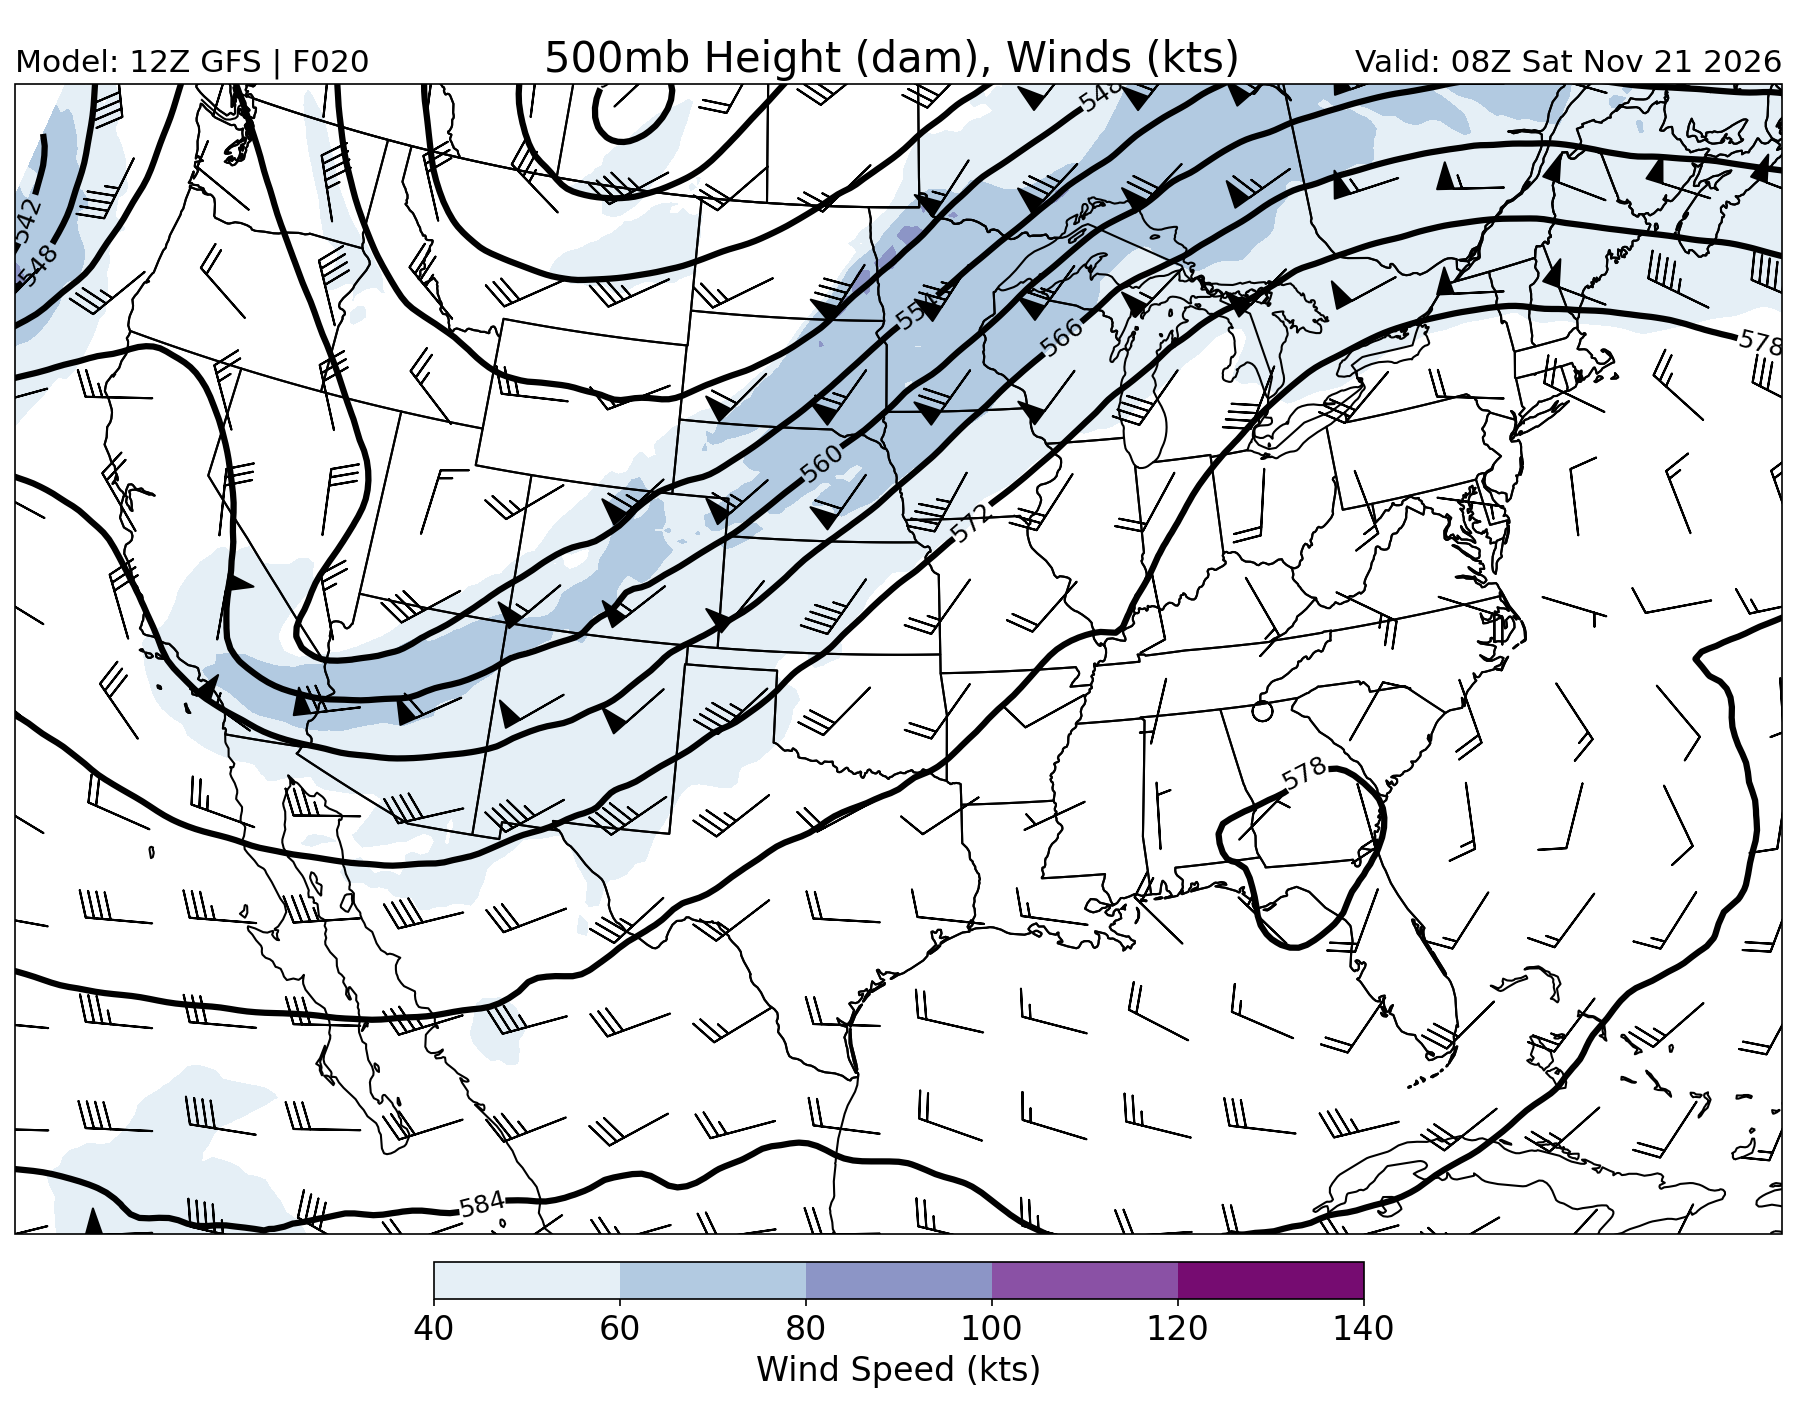 Model: 12Z GFS | F020
500mb Height (dam), Winds (kts)
Valid: 08Z Sat Nov 21 2026
548
542
548
554
566
578
560
572
578
584
40 60 80 100 120 140
Wind Speed (kts)